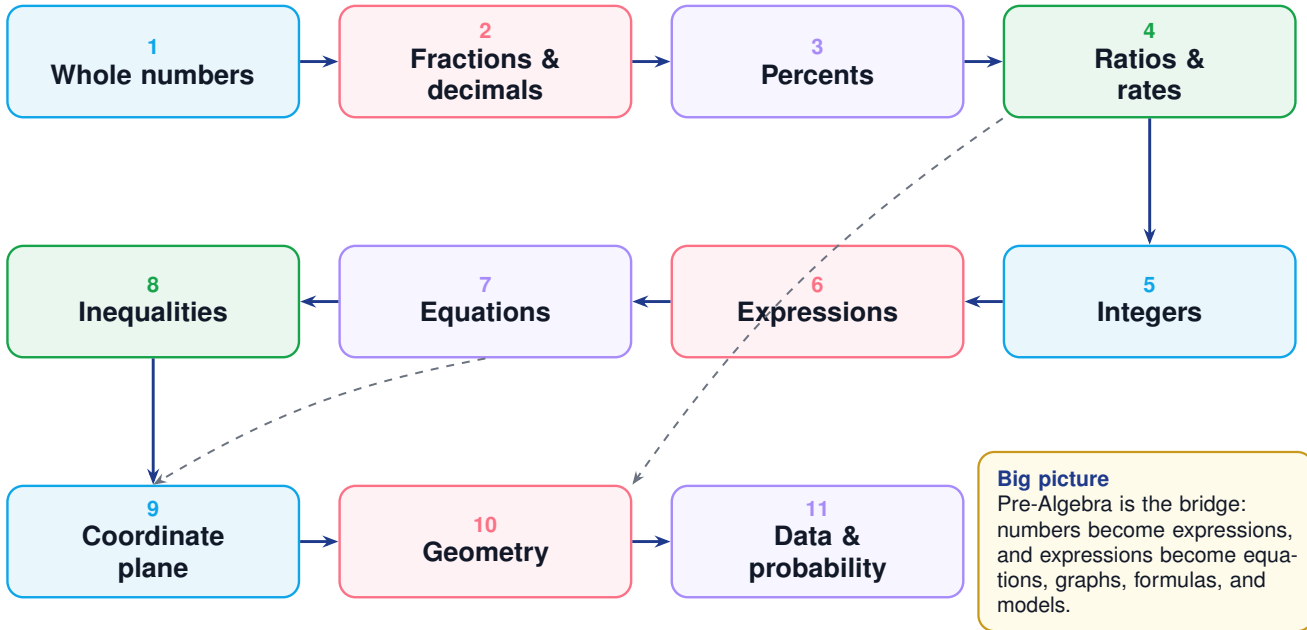 1
Whole numbers
2
Fractions &
decimals
3
Percents
4
Ratios &
rates
8
Inequalities
7
Equations
6
Expressions
5
Integers
9
Coordinate
plane
10
Geometry
11
Data &
probability
Big picture
Pre-Algebra is the bridge:
numbers become expressions,
and expressions become equa-
tions, graphs, formulas, and
models.